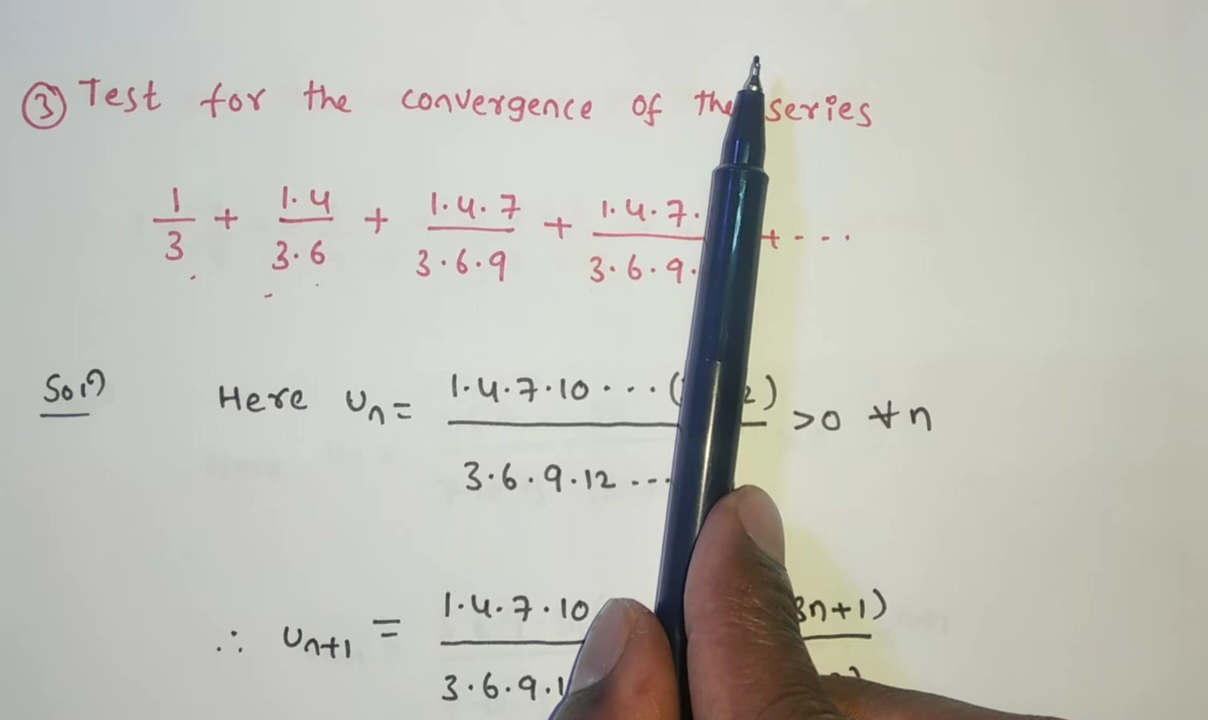 ③ Test for the convergence of the series
1/3 + 1·4/3·6 + 1·4·7/3·6·9 + 1·4·7·/3·6·9· + ···
Soln Here Un = 1·4·7·10···( 2)/3·6·9·12--- >0 ∀n
∴ Un+1 = 1·4·7·10 3n+1)/3·6·9·1